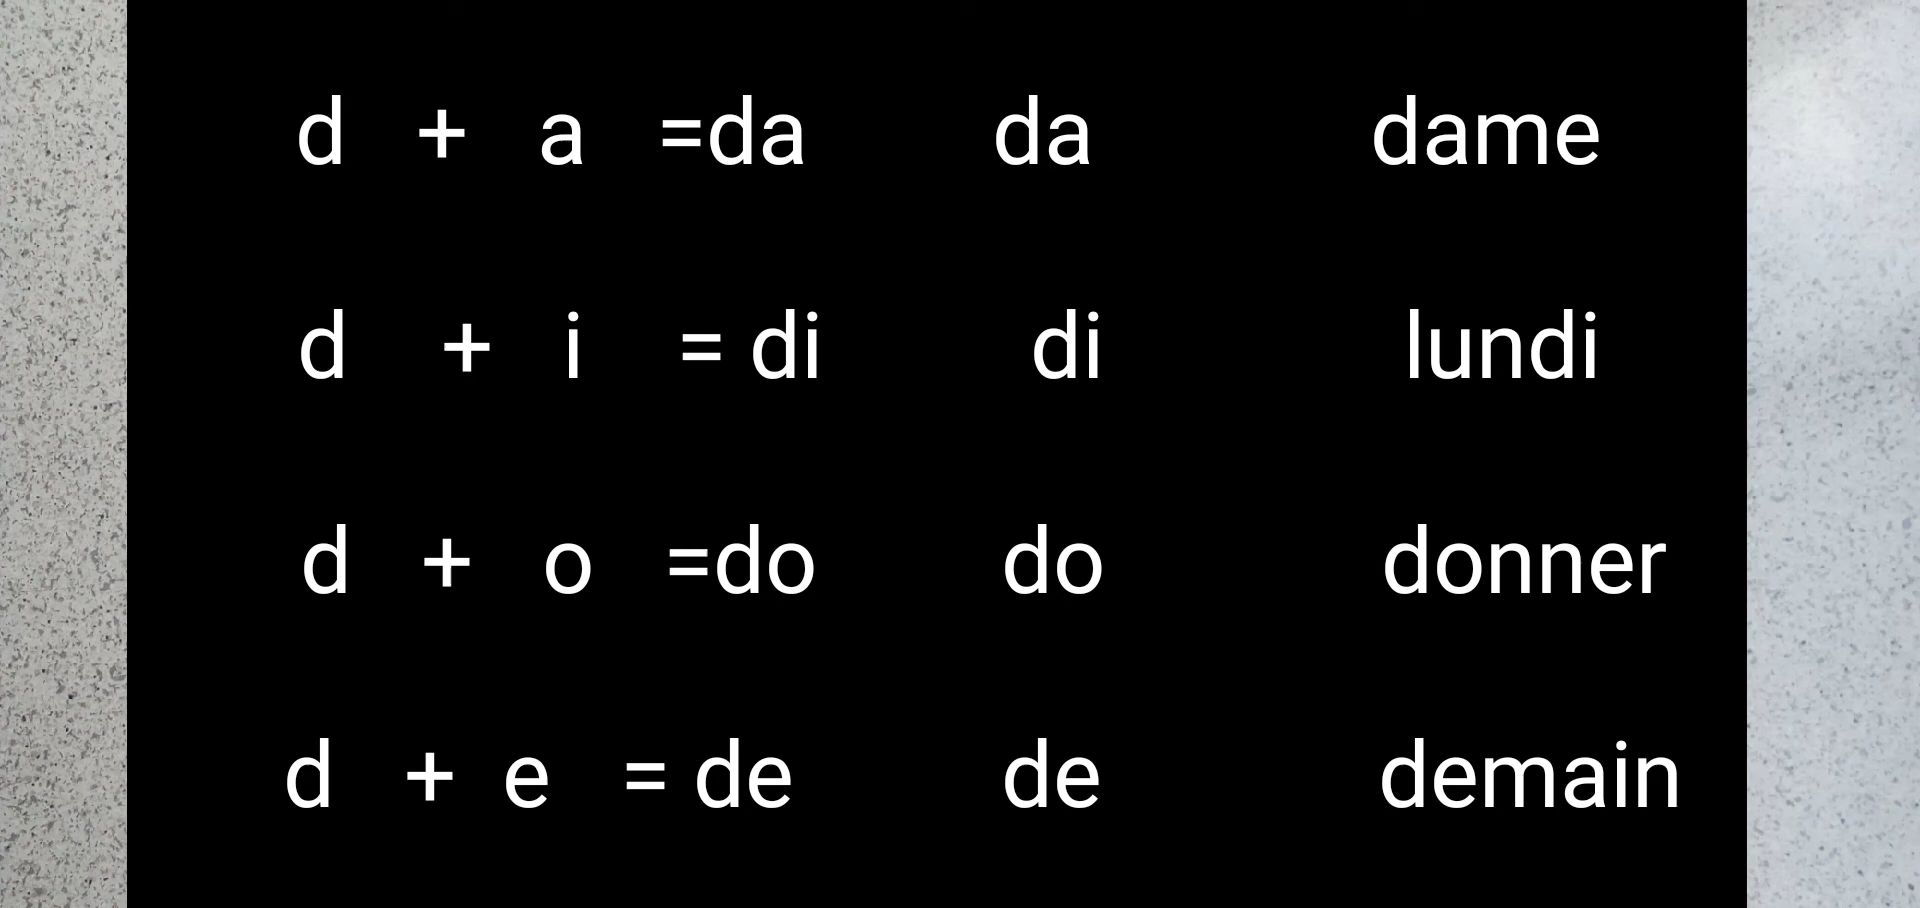 d + a =da da dame
d + i = di di lundi
d + o =do do donner
d + e = de de demain